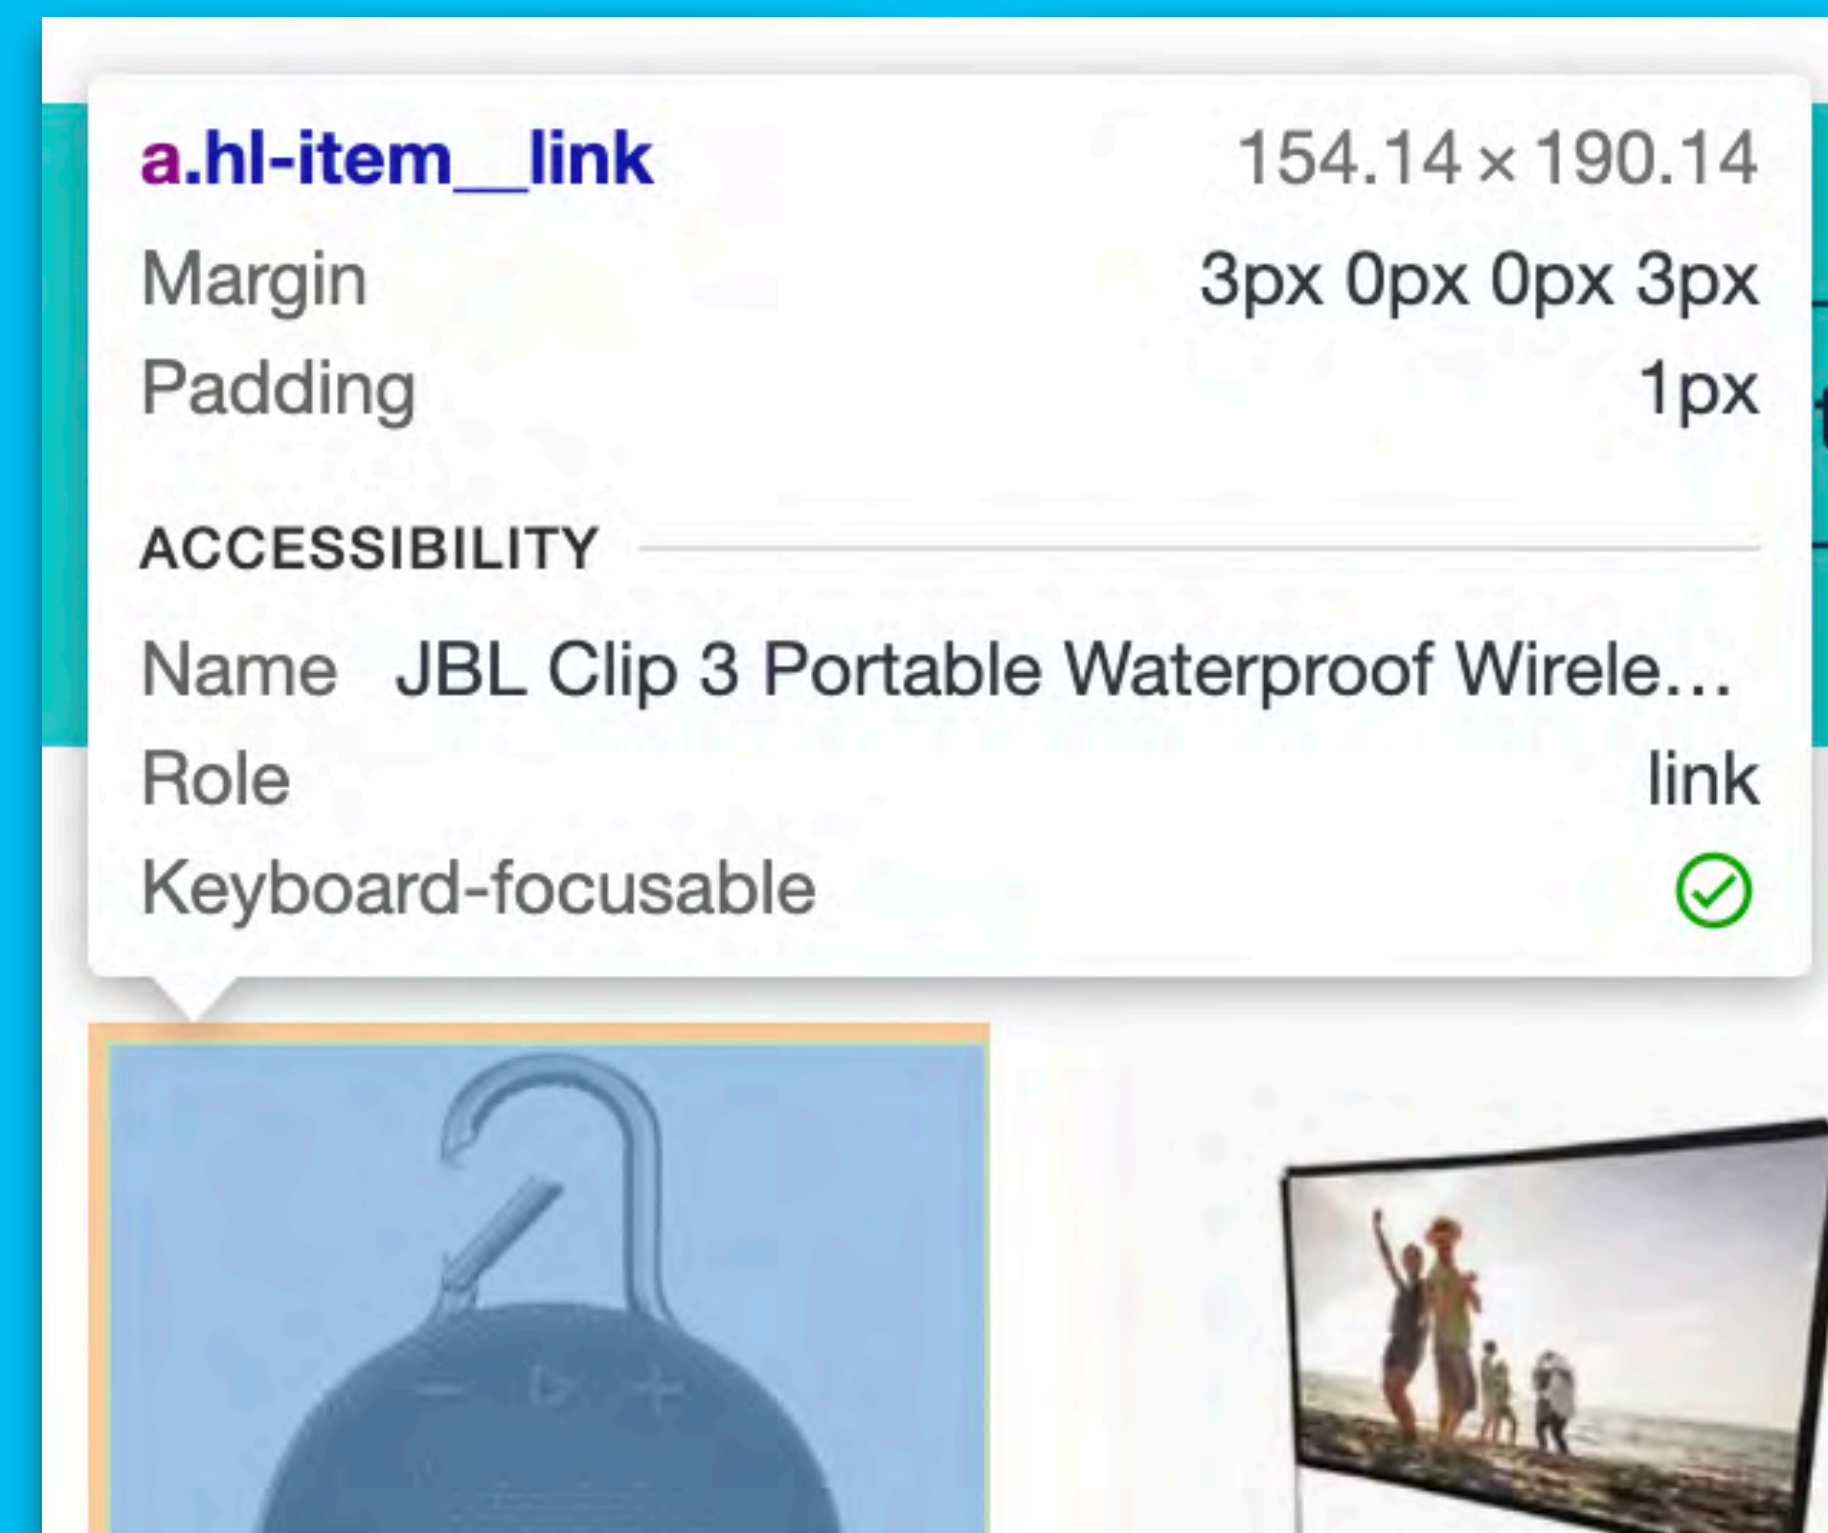 a.hl-item__link 154.14 × 190.14
Margin 3px 0px 0px 3px
Padding 1px
ACCESSIBILITY
Name JBL Clip 3 Portable Waterproof Wirele...
Role link
Keyboard-focusable